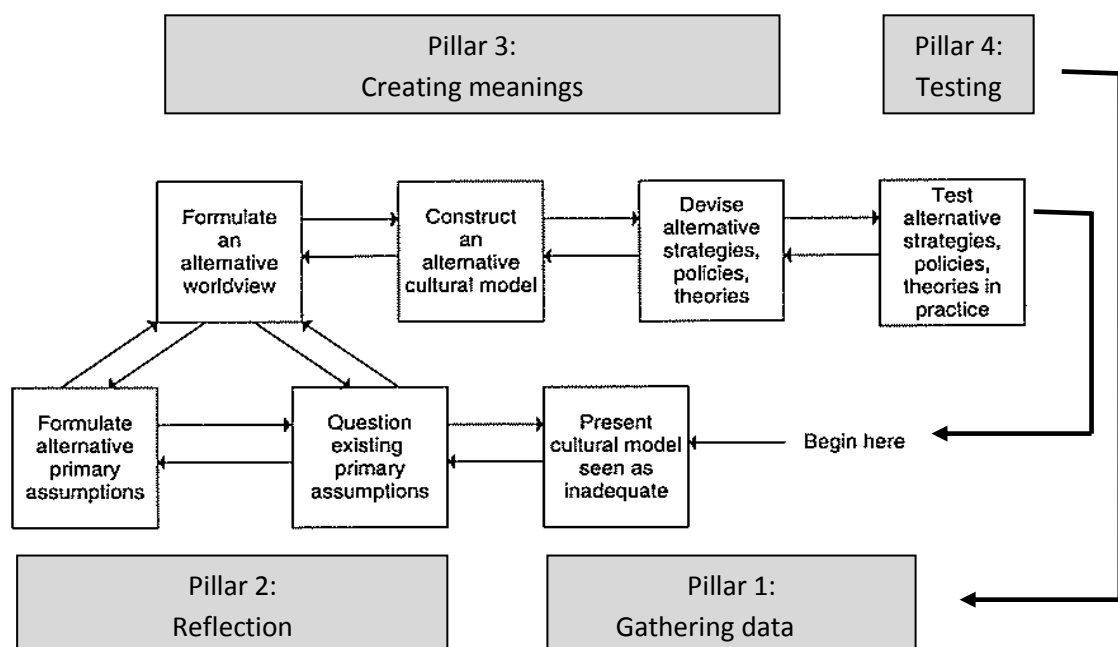 Pillar 3:
Creating meanings
Pillar 4:
Testing
Formulate
an
alternative
worldview
Construct
an
alternative
cultural model
Devise
alternative
strategies,
policies,
theories
Test
alternative
strategies,
policies,
theories in
practice
Formulate
alternative
primary
assumptions
Question
existing
primary
assumptions
Present
cultural model
seen as
inadequate
Begin here
Pillar 2:
Reflection
Pillar 1:
Gathering data